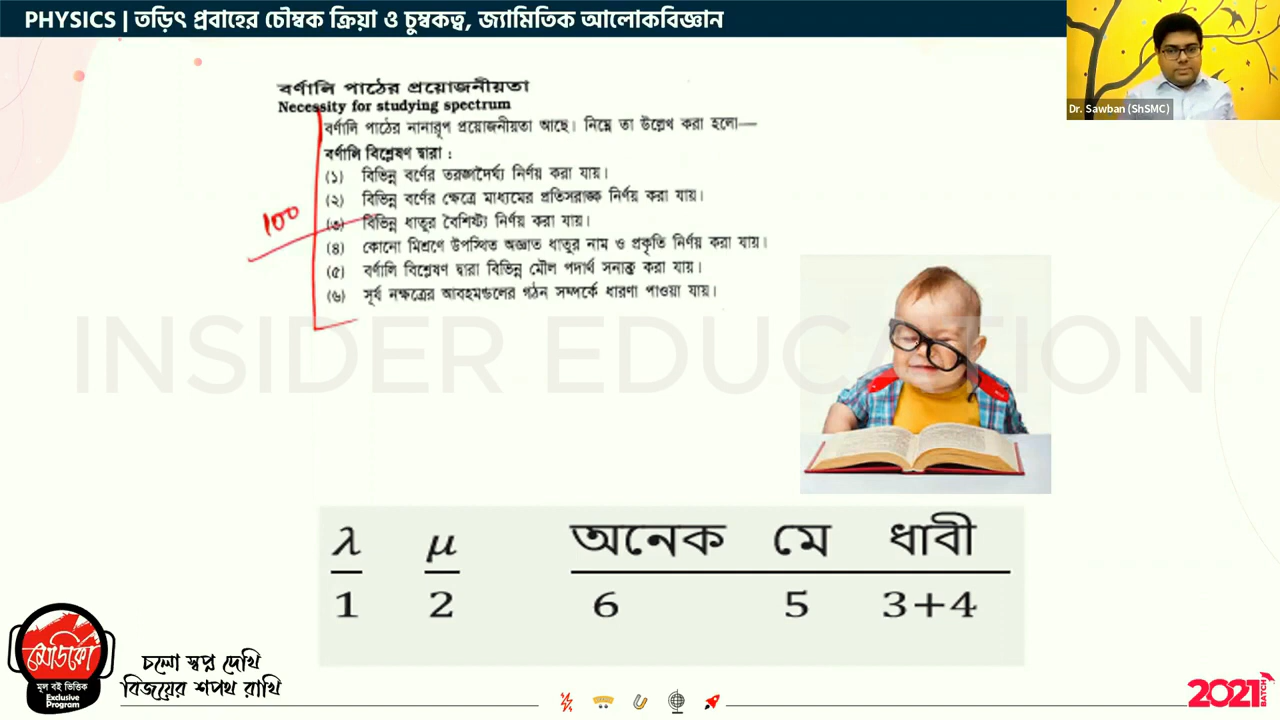 PHYSICS | তড়িৎ প্রবাহের চৌম্বক ক্রিয়া ও চুম্বকত্ব, জ্যামিতিক আলোকবিজ্ঞান
Dr. Sawban (ShSMC)
বর্ণালি পাঠের প্রয়োজনীয়তা
Necessity for studying spectrum
বর্ণালি পাঠের নানারূপ প্রয়োজনীয়তা আছে। নিম্নে তা উল্লেখ করা হলো—
বর্ণালি বিশ্লেষণ দ্বারা :
(১) বিভিন্ন বর্ণের তরঙ্গদৈর্ঘ্য নির্ণয় করা যায়।
(২) বিভিন্ন বর্ণের ক্ষেত্রে মাধ্যমের প্রতিসরাঙ্ক নির্ণয় করা যায়।
(৩) বিভিন্ন ধাতুর বৈশিষ্ট্য নির্ণয় করা যায়।
(৪) কোনো মিশ্রণে উপস্থিত অজ্ঞাত ধাতুর নাম ও প্রকৃতি নির্ণয় করা যায়।
(৫) বর্ণালি বিশ্লেষণ দ্বারা বিভিন্ন মৌল পদার্থ সনাক্ত করা যায়।
(৬) সূর্য নক্ষত্রের আবহমণ্ডলের গঠন সম্পর্কে ধারণা পাওয়া যায়।
100
INSIDER EDUCATION
λ μ অনেক মে ধাবী
1 2 6 5 3+4
মেডিকো
মূল বই ভিত্তিক
Exclusive
Program
চলো স্বপ্ন দেখি
বিজয়ের শপথ রাখি
2021 BATCH